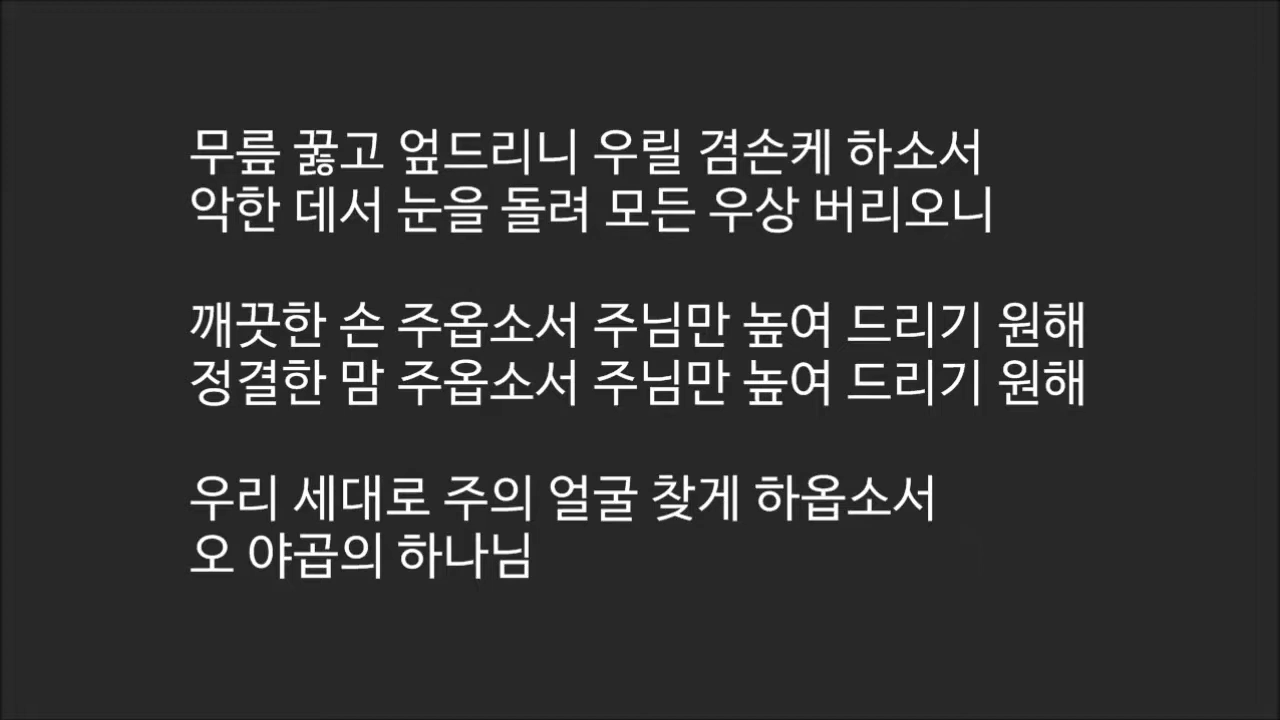 무릎 꿇고 엎드리니 우릴 겸손케 하소서
악한 데서 눈을 돌려 모든 우상 버리오니
깨끗한 손 주옵소서 주님만 높여 드리기 원해
정결한 맘 주옵소서 주님만 높여 드리기 원해
우리 세대로 주의 얼굴 찾게 하옵소서
오 야곱의 하나님